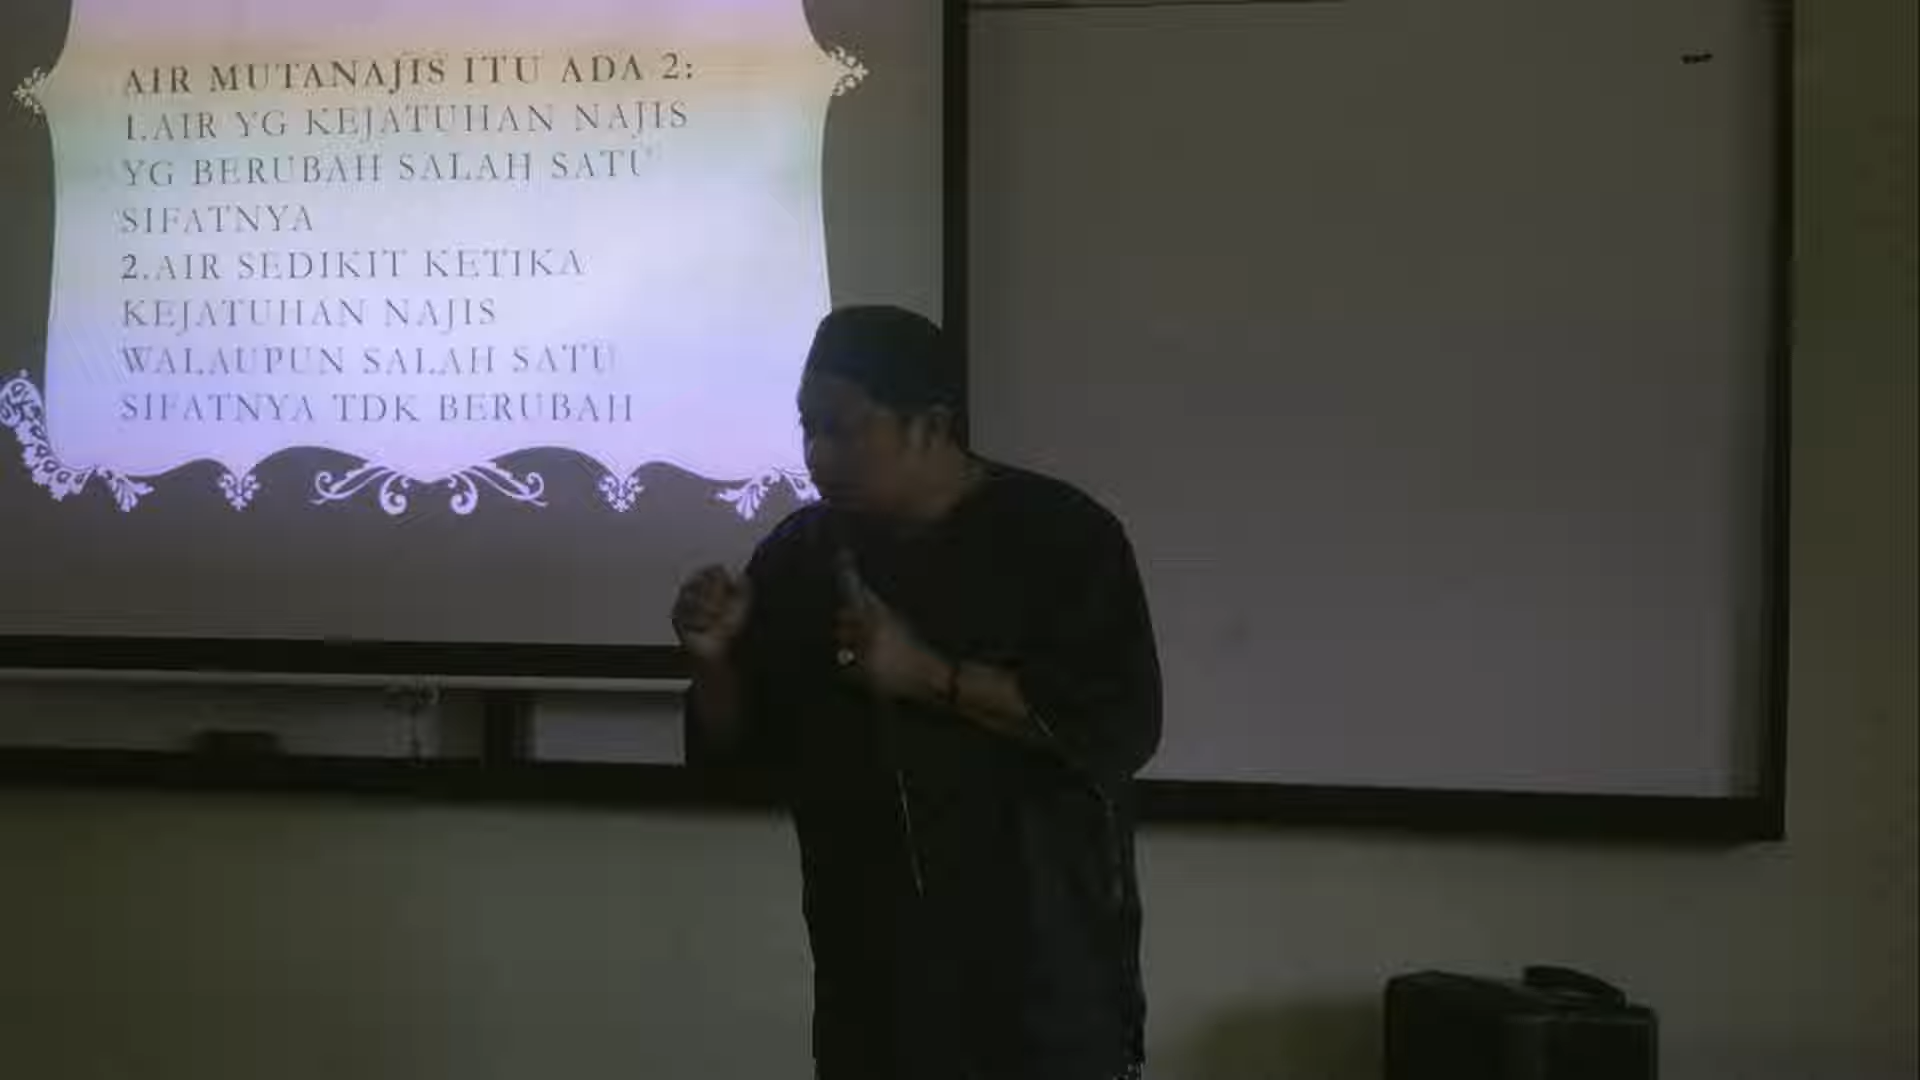 AIR MUTANAJIS ITU ADA 2:
1.AIR YG KEJATUHAN NAJIS
YG BERUBAH SALAH SATU
SIFATNYA
2.AIR SEDIKIT KETIKA
KEJATUHAN NAJIS
WALAUPUN SALAH SATU
SIFATNYA TDK BERUBAH